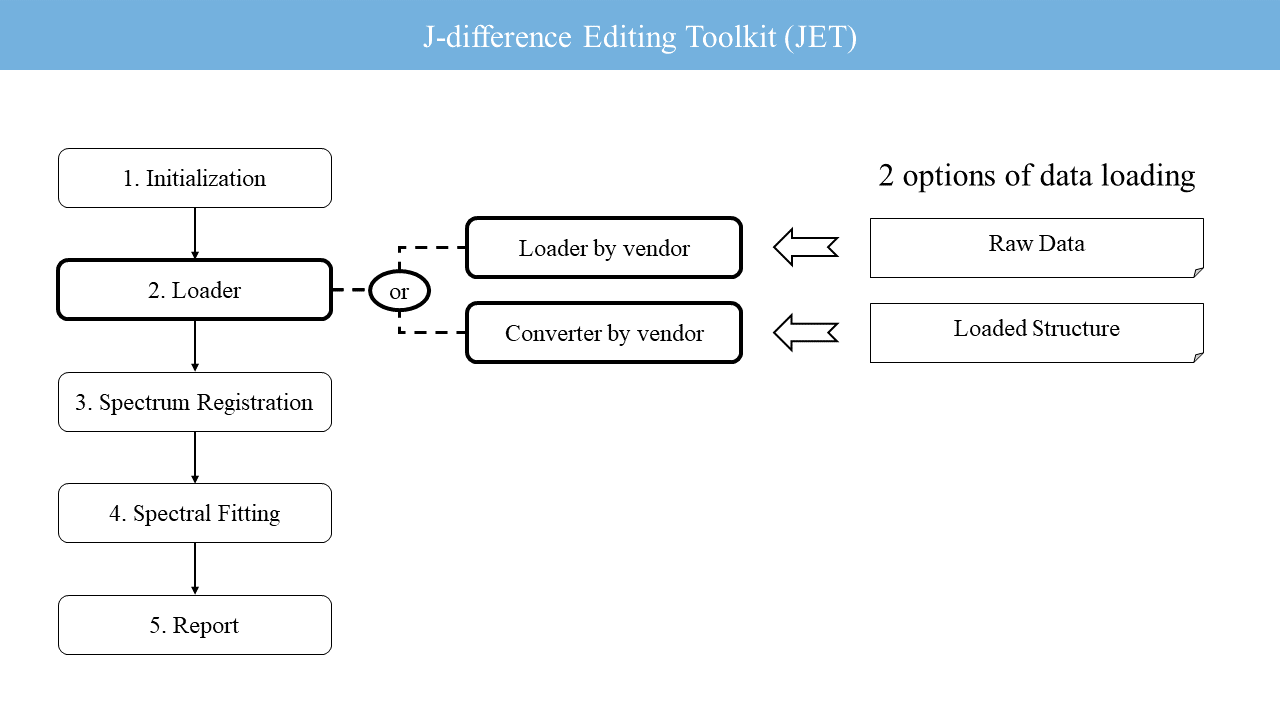 J-difference Editing Toolkit (JET)
1. Initialization
2. Loader
3. Spectrum Registration
4. Spectral Fitting
5. Report
or
Loader by vendor
Converter by vendor
2 options of data loading
Raw Data
Loaded Structure